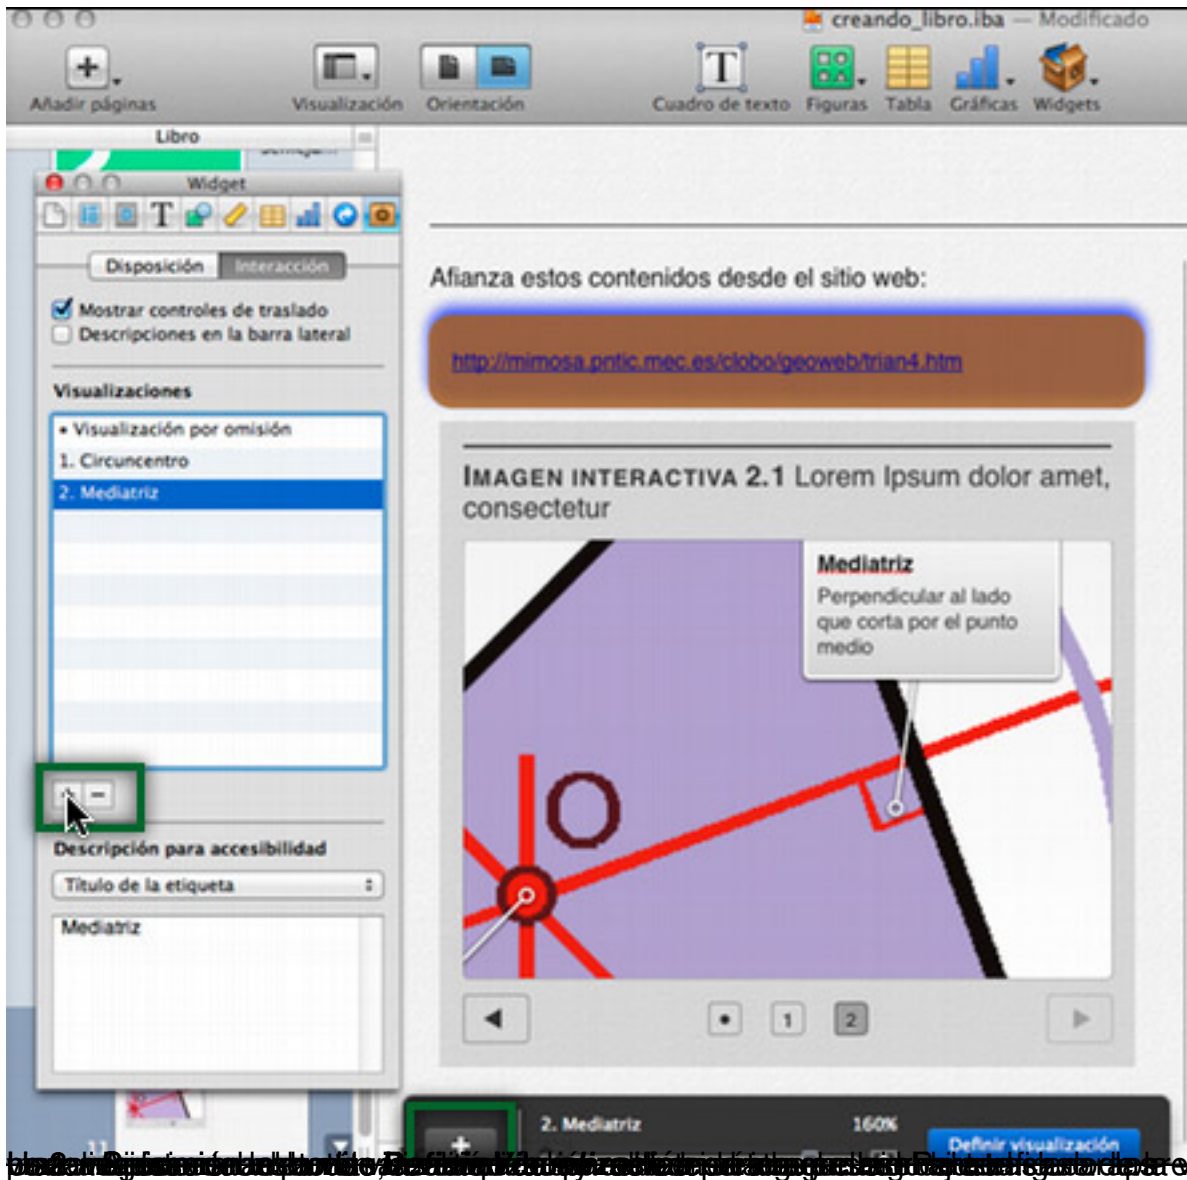 creando_libro.iba — Modificado
Añadir páginas
Visualización
Orientación
Cuadro de texto
Figuras
Tabla
Gráficas
Widgets
Libro
Widget
Disposición
Interacción
Mostrar controles de traslado
Descripciones en la barra lateral
Visualizaciones
• Visualización por omisión
1. Circuncentro
2. Mediatriz
+ −
Descripción para accesibilidad
Título de la etiqueta
Mediatriz
11
Afianza estos contenidos desde el sitio web:
http://mimosa.pntic.mec.es/clobo/geoweb/trian4.htm
IMAGEN INTERACTIVA 2.1 Lorem Ipsum dolor amet,
consectetur
Mediatriz
Perpendicular al lado
que corta por el punto
medio
O
• 1 2
+
2. Mediatriz
160%
Definir visualización